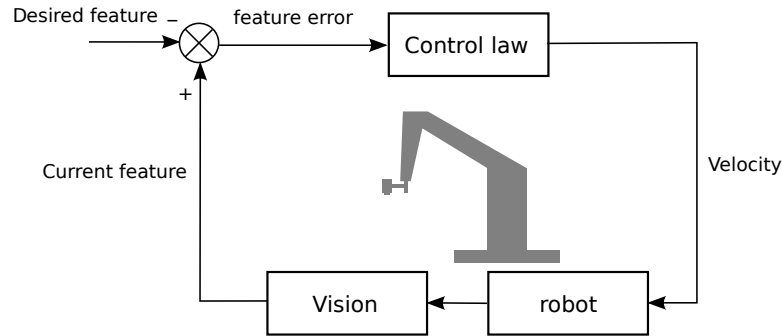 Desired feature
−
feature error
Control law
+
Current feature
Velocity
Vision
robot